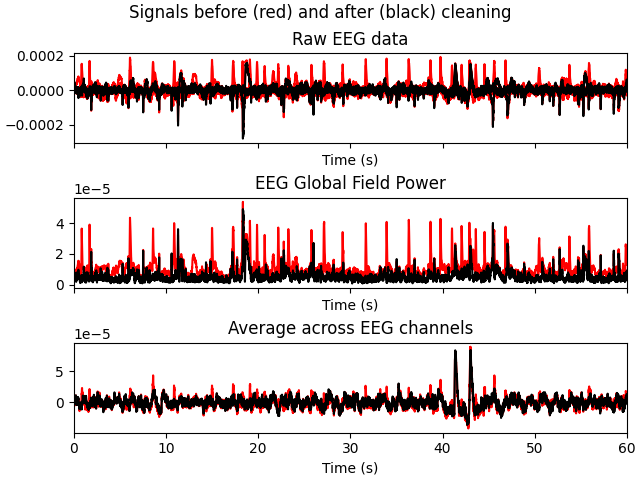 Signals before (red) and after (black) cleaning
Raw EEG data
0.0002
0.0000
−0.0002
Time (s)
EEG Global Field Power
1e−5
4
2
0
Time (s)
Average across EEG channels
1e−5
5
0
0 10 20 30 40 50 60
Time (s)